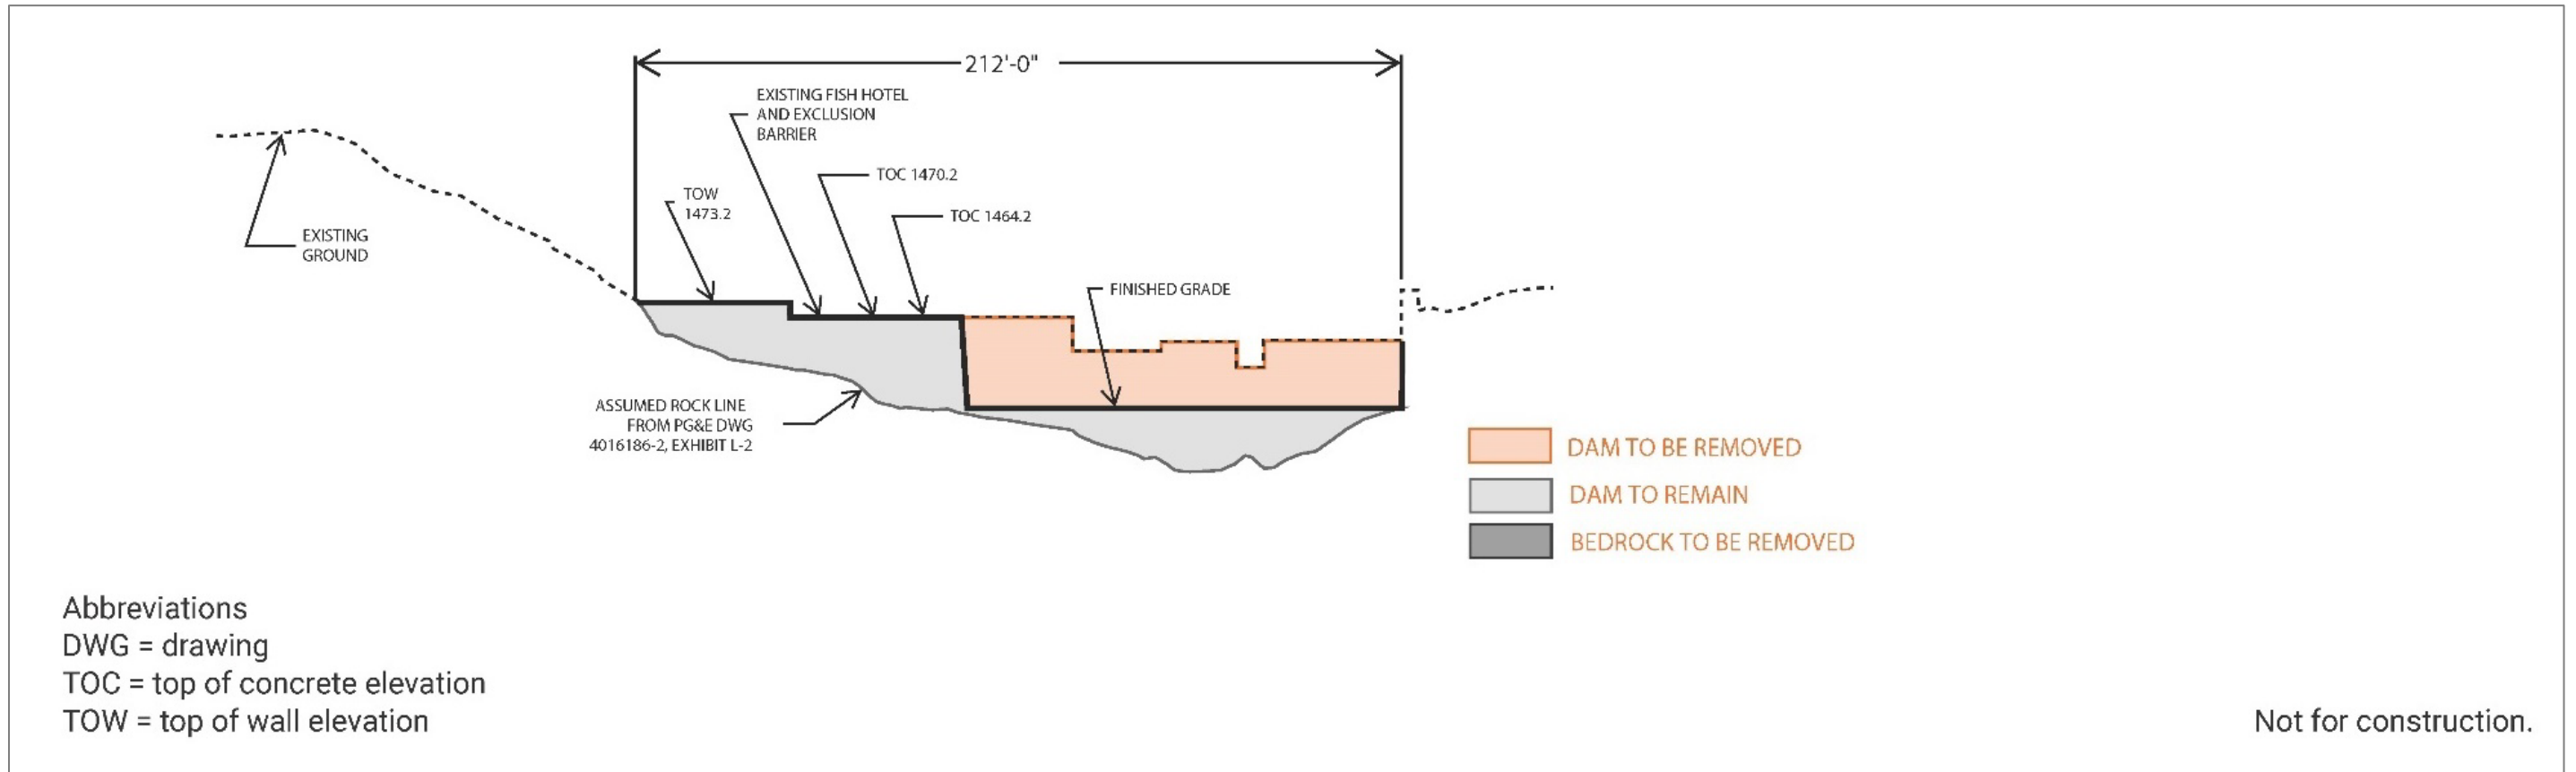 212'-0"
EXISTING FISH HOTEL
AND EXCLUSION
BARRIER
TOC 1470.2
TOW
1473.2
TOC 1464.2
EXISTING
GROUND
FINISHED GRADE
ASSUMED ROCK LINE
FROM PG&E DWG
4016186-2, EXHIBIT L-2
DAM TO BE REMOVED
DAM TO REMAIN
BEDROCK TO BE REMOVED
Abbreviations
DWG = drawing
TOC = top of concrete elevation
TOW = top of wall elevation
Not for construction.